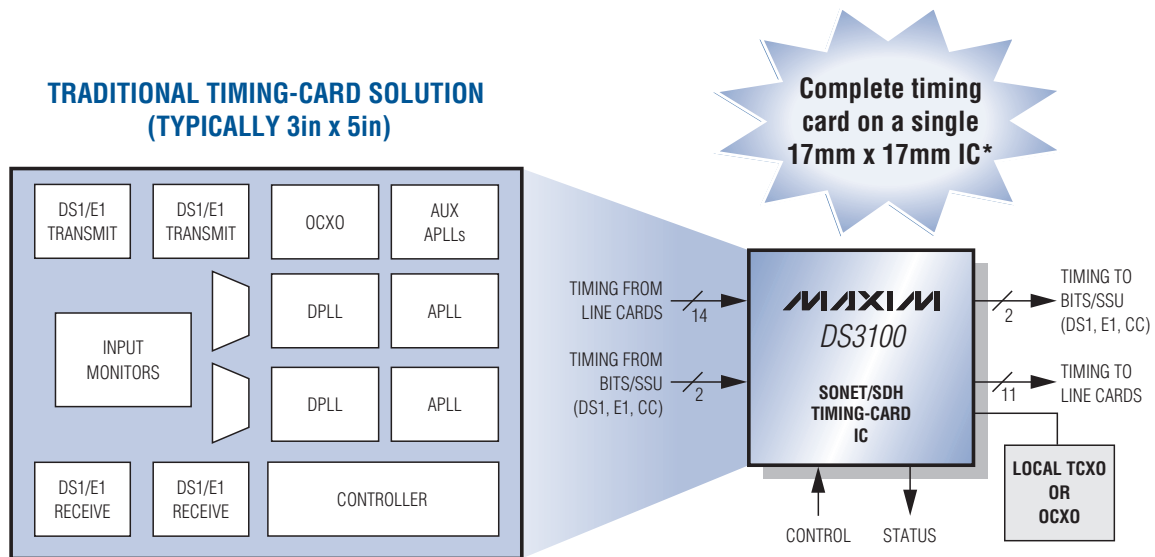 TRADITIONAL TIMING-CARD SOLUTION
(TYPICALLY 3in x 5in)
Complete timing
card on a single
17mm x 17mm IC*
DS1/E1
TRANSMIT
DS1/E1
TRANSMIT
OCXO
AUX
APLLs
DPLL
APLL
INPUT
MONITORS
DPLL
APLL
DS1/E1
RECEIVE
DS1/E1
RECEIVE
CONTROLLER
TIMING FROM
LINE CARDS
14
TIMING FROM
BITS/SSU
(DS1, E1, CC)
2
MAXIM
DS3100
SONET/SDH
TIMING-CARD
IC
2
TIMING TO
BITS/SSU
(DS1, E1, CC)
11
TIMING TO
LINE CARDS
LOCAL TCXO
OR
OCXO
CONTROL
STATUS